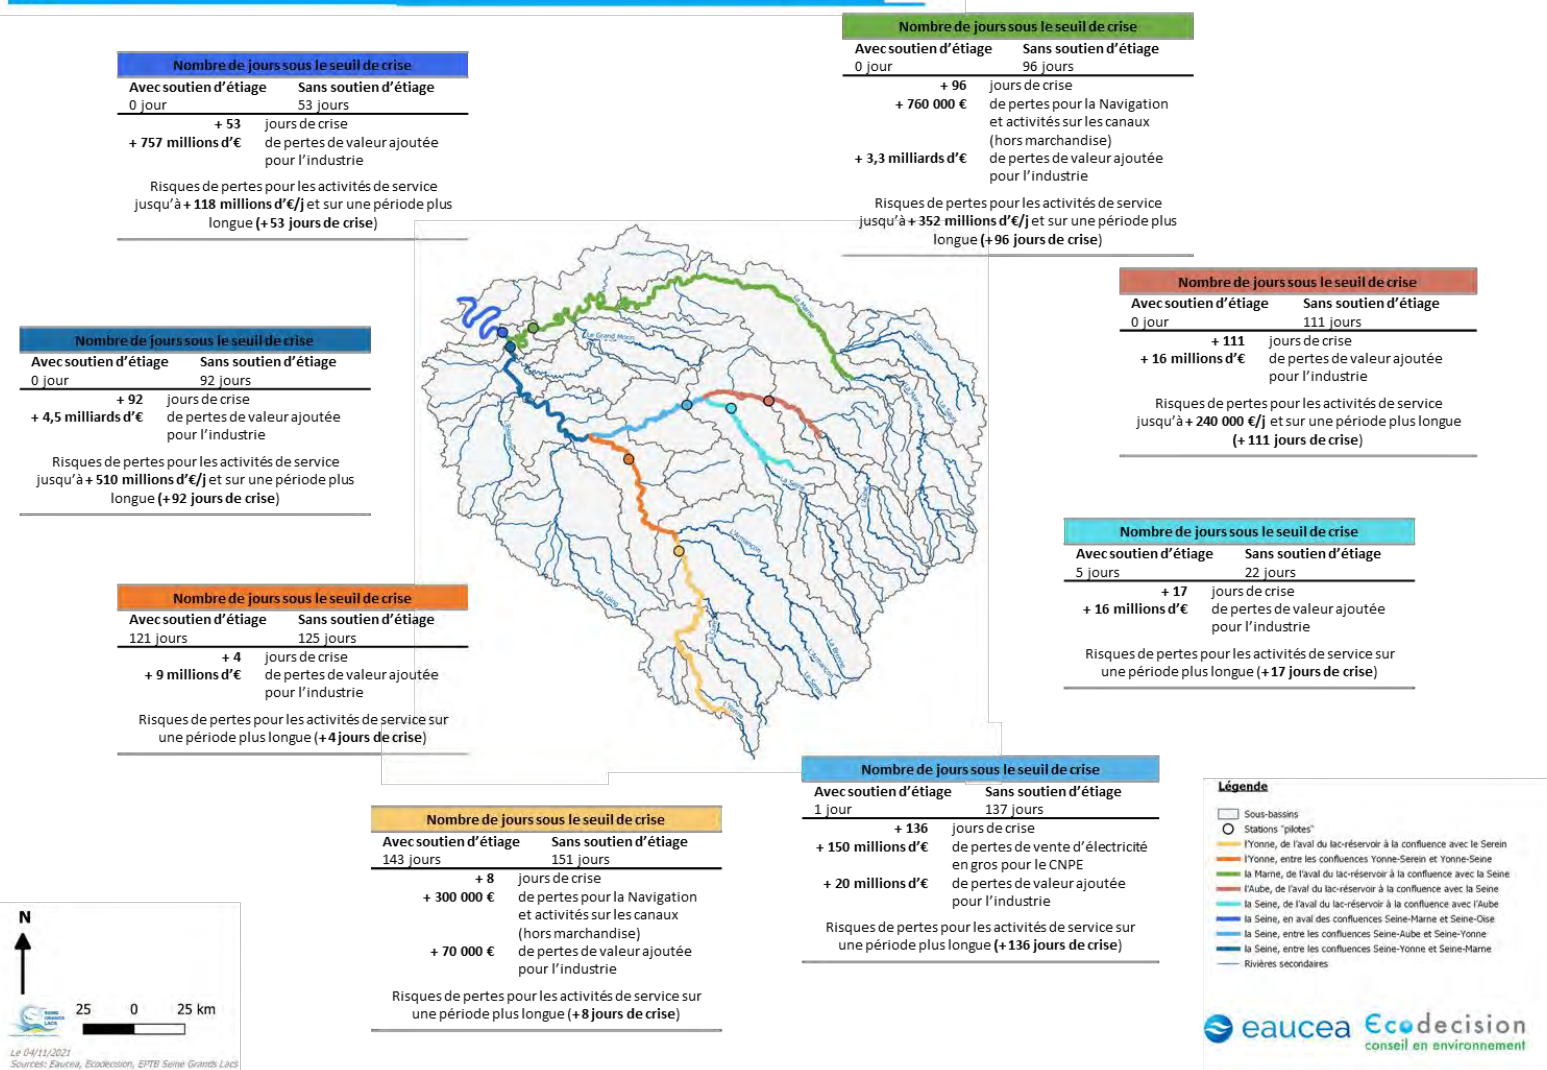 Nombre de jours sous le seuil de crise
Avec soutien d'étiage Sans soutien d'étiage
0 jour 53 jours
+ 53 jours de crise
+ 757 millions d'€ de pertes de valeur ajoutée
pour l'industrie
Risques de pertes pour les activités de service
jusqu'à + 118 millions d'€/j et sur une période plus
longue (+ 53 jours de crise)
Nombre de jours sous le seuil de crise
Avec soutien d'étiage Sans soutien d'étiage
0 jour 96 jours
+ 96 jours de crise
+ 760 000 € de pertes pour la Navigation
et activités sur les canaux
(hors marchandise)
+ 3,3 milliards d'€ de pertes de valeur ajoutée
pour l'industrie
Risques de pertes pour les activités de service
jusqu'à + 352 millions d'€/j et sur une période plus
longue (+ 96 jours de crise)
Nombre de jours sous le seuil de crise
Avec soutien d'étiage Sans soutien d'étiage
0 jour 111 jours
+ 111 jours de crise
+ 16 millions d'€ de pertes de valeur ajoutée
pour l'industrie
Risques de pertes pour les activités de service
jusqu'à + 240 000 €/j et sur une période plus longue
(+ 111 jours de crise)
Nombre de jours sous le seuil de crise
Avec soutien d'étiage Sans soutien d'étiage
0 jour 92 jours
+ 92 jours de crise
+ 4,5 milliards d'€ de pertes de valeur ajoutée
pour l'industrie
Risques de pertes pour les activités de service
jusqu'à + 510 millions d'€/j et sur une période plus
longue (+ 92 jours de crise)
Nombre de jours sous le seuil de crise
Avec soutien d'étiage Sans soutien d'étiage
5 jours 22 jours
+ 17 jours de crise
+ 16 millions d'€ de pertes de valeur ajoutée
pour l'industrie
Risques de pertes pour les activités de service sur
une période plus longue (+ 17 jours de crise)
Nombre de jours sous le seuil de crise
Avec soutien d'étiage Sans soutien d'étiage
121 jours 125 jours
+ 4 jours de crise
+ 9 millions d'€ de pertes de valeur ajoutée
pour l'industrie
Risques de pertes pour les activités de service sur
une période plus longue (+ 4 jours de crise)
Nombre de jours sous le seuil de crise
Avec soutien d'étiage Sans soutien d'étiage
1 jour 137 jours
+ 136 jours de crise
+ 150 millions d'€ de pertes de vente d'électricité
en gros pour le CNPE
+ 20 millions d'€ de pertes de valeur ajoutée
pour l'industrie
Risques de pertes pour les activités de service sur
une période plus longue (+ 136 jours de crise)
Nombre de jours sous le seuil de crise
Avec soutien d'étiage Sans soutien d'étiage
143 jours 151 jours
+ 8 jours de crise
+ 300 000 € de pertes pour la Navigation
et activités sur les canaux
(hors marchandise)
+ 70 000 € de pertes de valeur ajoutée
pour l'industrie
Risques de pertes pour les activités de service sur
une période plus longue (+ 8 jours de crise)
La Marne
Le Grand Morin
La Seine
L'Aube
L'Armançon
Le Loing
L'Yonne
Le Serein
L'Armançon
La Brenne
Légende
Sous-bassins
Stations "pilotes"
l'Yonne, de l'aval du lac-réservoir à la confluence avec le Serein
l'Yonne, entre les confluences Yonne-Serein et Yonne-Seine
la Marne, de l'aval du lac-réservoir à la confluence avec la Seine
l'Aube, de l'aval du lac-réservoir à la confluence avec la Seine
la Seine, de l'aval du lac-réservoir à la confluence avec l'Aube
la Seine, en aval des confluences Seine-Marne et Seine-Oise
la Seine, entre les confluences Seine-Aube et Seine-Yonne
la Seine, entre les confluences Seine-Yonne et Seine-Marne
Rivières secondaires
N
SEINE
GRANDS
LACS
25 0 25 km
Le 04/11/2021
Sources: Eaucea, Ecodecision, EPTB Seine Grands Lacs
eaucea
Ecodecision
conseil en environnement